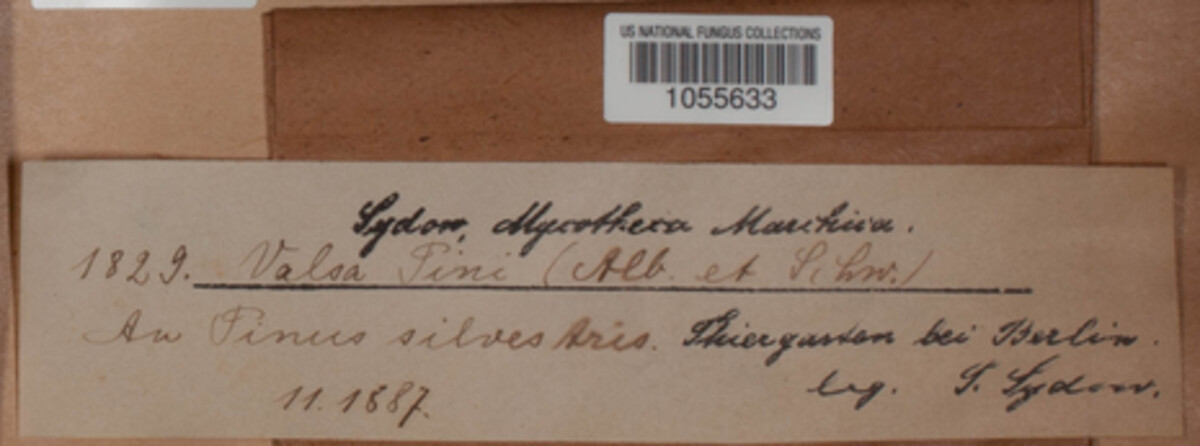 US NATIONAL FUNGUS COLLECTIONS
1055633
Sydow, Mycotheca Marchica.
1829. Valsa Pini (Alb. et Schw.)
An Pinus silvestris. Thiergarten bei Berlin.
11.1887.
leg. P. Sydow.